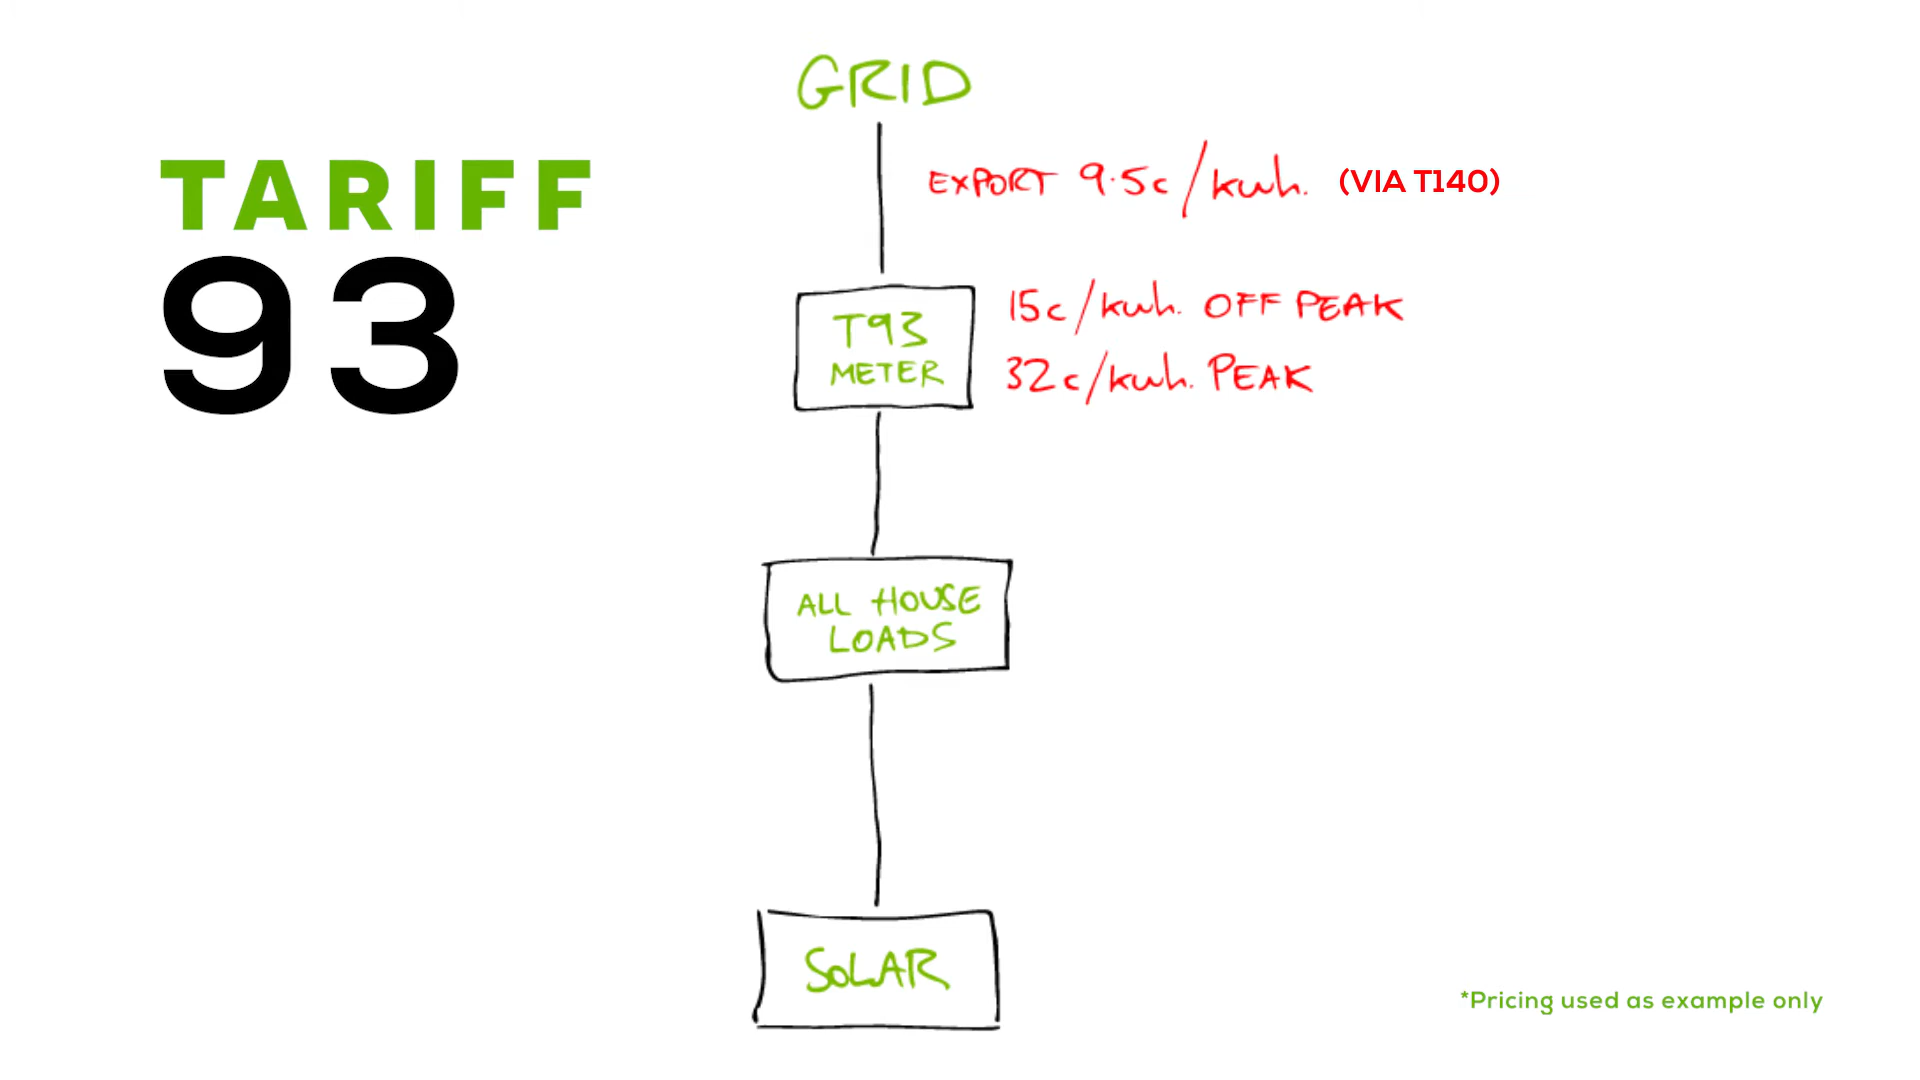 TARIFF
93
GRID
EXPORT 9.5c/kwh. (VIA T140)
T93
METER
15c/kwh. OFF PEAK
32c/kwh. PEAK
ALL HOUSE
LOADS
SOLAR
*Pricing used as example only